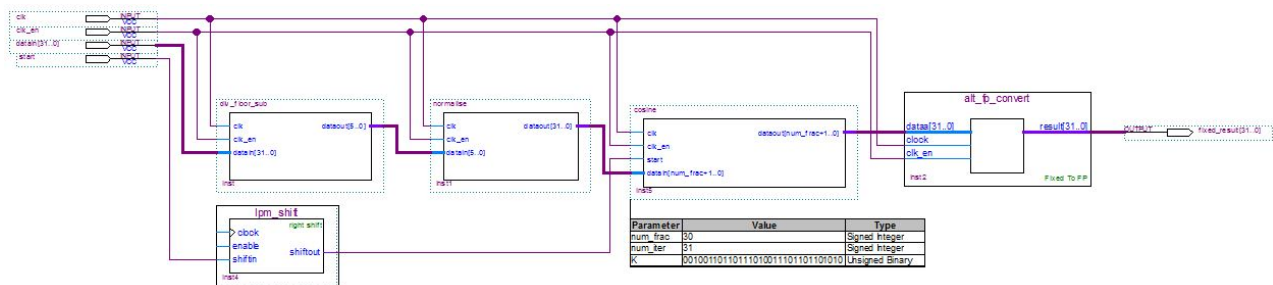 clk INPUT VCC
clk_en INPUT VCC
datain[31..0] INPUT VCC
start INPUT VCC
div_floor_sub
clk dataout[5..0]
clk_en
datain[31..0]
inst
normalise
clk dataout[31..0]
clk_en
datain[5..0]
inst1
cosine
clk dataout[num_frac+1..0]
clk_en
start
datain[num_frac+1..0]
inst5
alt_fp_convert
dataa[31..0] result[31..0]
clock
clk_en
inst2 Fixed To FP
OUTPUT fixed_result[31..0]
lpm_shift
right shift
clock
enable shiftout
shiftin
inst4
Parameter Value Type
num_frac 30 Signed Integer
num_iter 31 Signed Integer
K Unsigned Binary